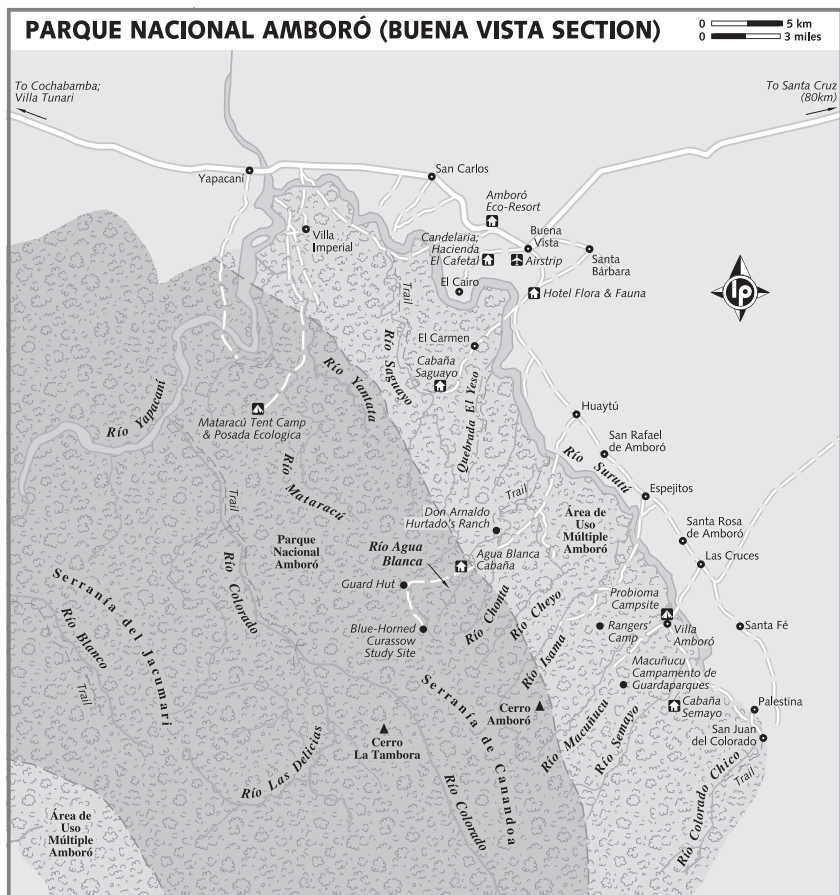 PARQUE NACIONAL AMBORÓ (BUENA VISTA SECTION)
0 5 km
0 3 miles
To Cochabamba;
Villa Tunari
To Santa Cruz
(80km)
Yapacaní
San Carlos
Amboró
Eco-Resort
Villa
Imperial
Candelaria;
Hacienda
El Cafetal
Buena
Vista
Airstrip
Santa
Bárbara
El Cairo
Hotel Flora & Fauna
lp
Trail
Río Saguayo
El Carmen
Cabaña
Saguayo
Río Yantata
Río Yapacaní
Mataracú Tent Camp
& Posada Ecologica
Quebrada El Yeso
Huaytú
San Rafael
de Amboró
Río Surutú
Río Mataracú
Trail
Trail
Espejitos
Don Arnaldo
Hurtado's Ranch
Área de
Uso
Múltiple
Amboró
Santa Rosa
de Amboró
Parque
Nacional
Amboró
Río Agua
Blanca
Agua Blanca
Cabaña
Las Cruces
Río Colorado
Guard Hut
Probioma
Campsite
Serranía del Jacumari
Río Blanco
Río Chonta
Río Cheyo
Río Isama
Rangers'
Camp
Villa
Amboró
Santa Fé
Blue-Horned
Curassow
Study Site
Macuñucu
Campamento de
Guardaparques
Trail
Serranía de Canandoa
Cerro
Amboró
Cabaña
Semayo
Palestina
Río Macuñucu
Río Semayo
San Juan
del Colorado
Cerro
La Tambora
Río Las Delicias
Río Colorado
Río Colorado Chico
Trail
Área de
Uso
Múltiple
Amboró